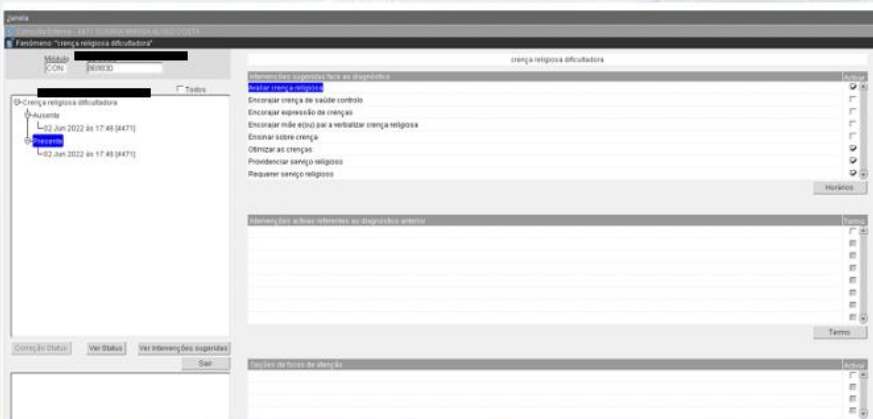 Janela
Fenómeno "crença religiosa dificultadora"
Módulo
CON
Todos
Crença religiosa dificultadora
Ausente
02 Jun 2022 às 17:46 [4471]
Presente
02 Jun 2022 às 17:46 [4471]
Correção Status
Ver Status
Ver Intervenções sugeridas
Sair
crença religiosa dificultadora
Intervenções sugeridas face ao diagnóstico
Activar
Avaliar crença religiosa
Encorajar crença de saúde controlo
Encorajar expressão de crenças
Encorajar mãe e(ou) pai a verbalizar crença religiosa
Ensinar sobre crença
Otimizar as crenças
Providenciar serviço religioso
Requerer serviço religioso
Horários
Intervenções activas referentes ao diagnóstico anterior
Termo
Termo
Opções de focos de atenção
Activar